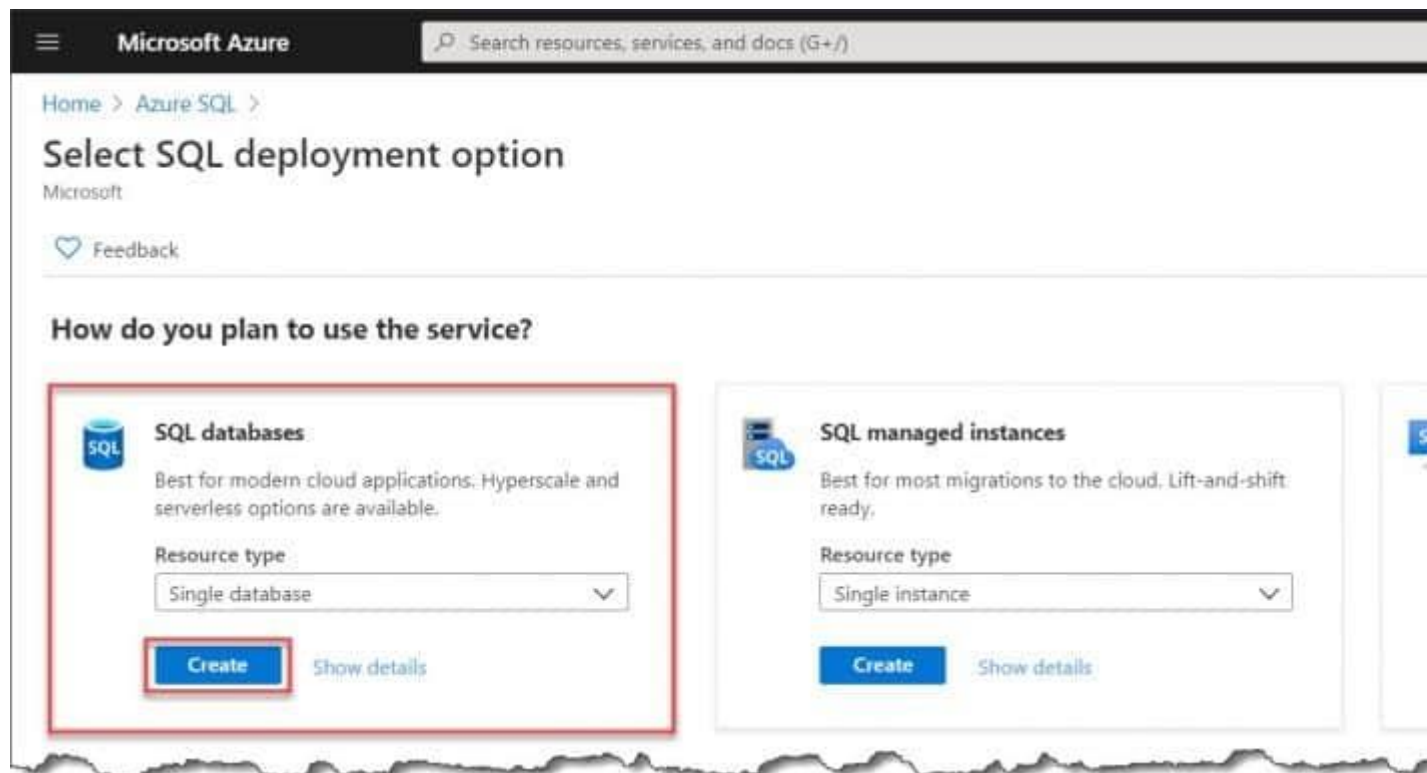 Microsoft Azure
Search resources, services, and docs (G+/)
Home > Azure SQL >
Select SQL deployment option
Microsoft
Feedback
How do you plan to use the service?
SQL
SQL databases
Best for modern cloud applications. Hyperscale and
serverless options are available.
Resource type
Single database
Create
Show details
SQL
SQL managed instances
Best for most migrations to the cloud. Lift-and-shift
ready.
Resource type
Single instance
Create
Show details